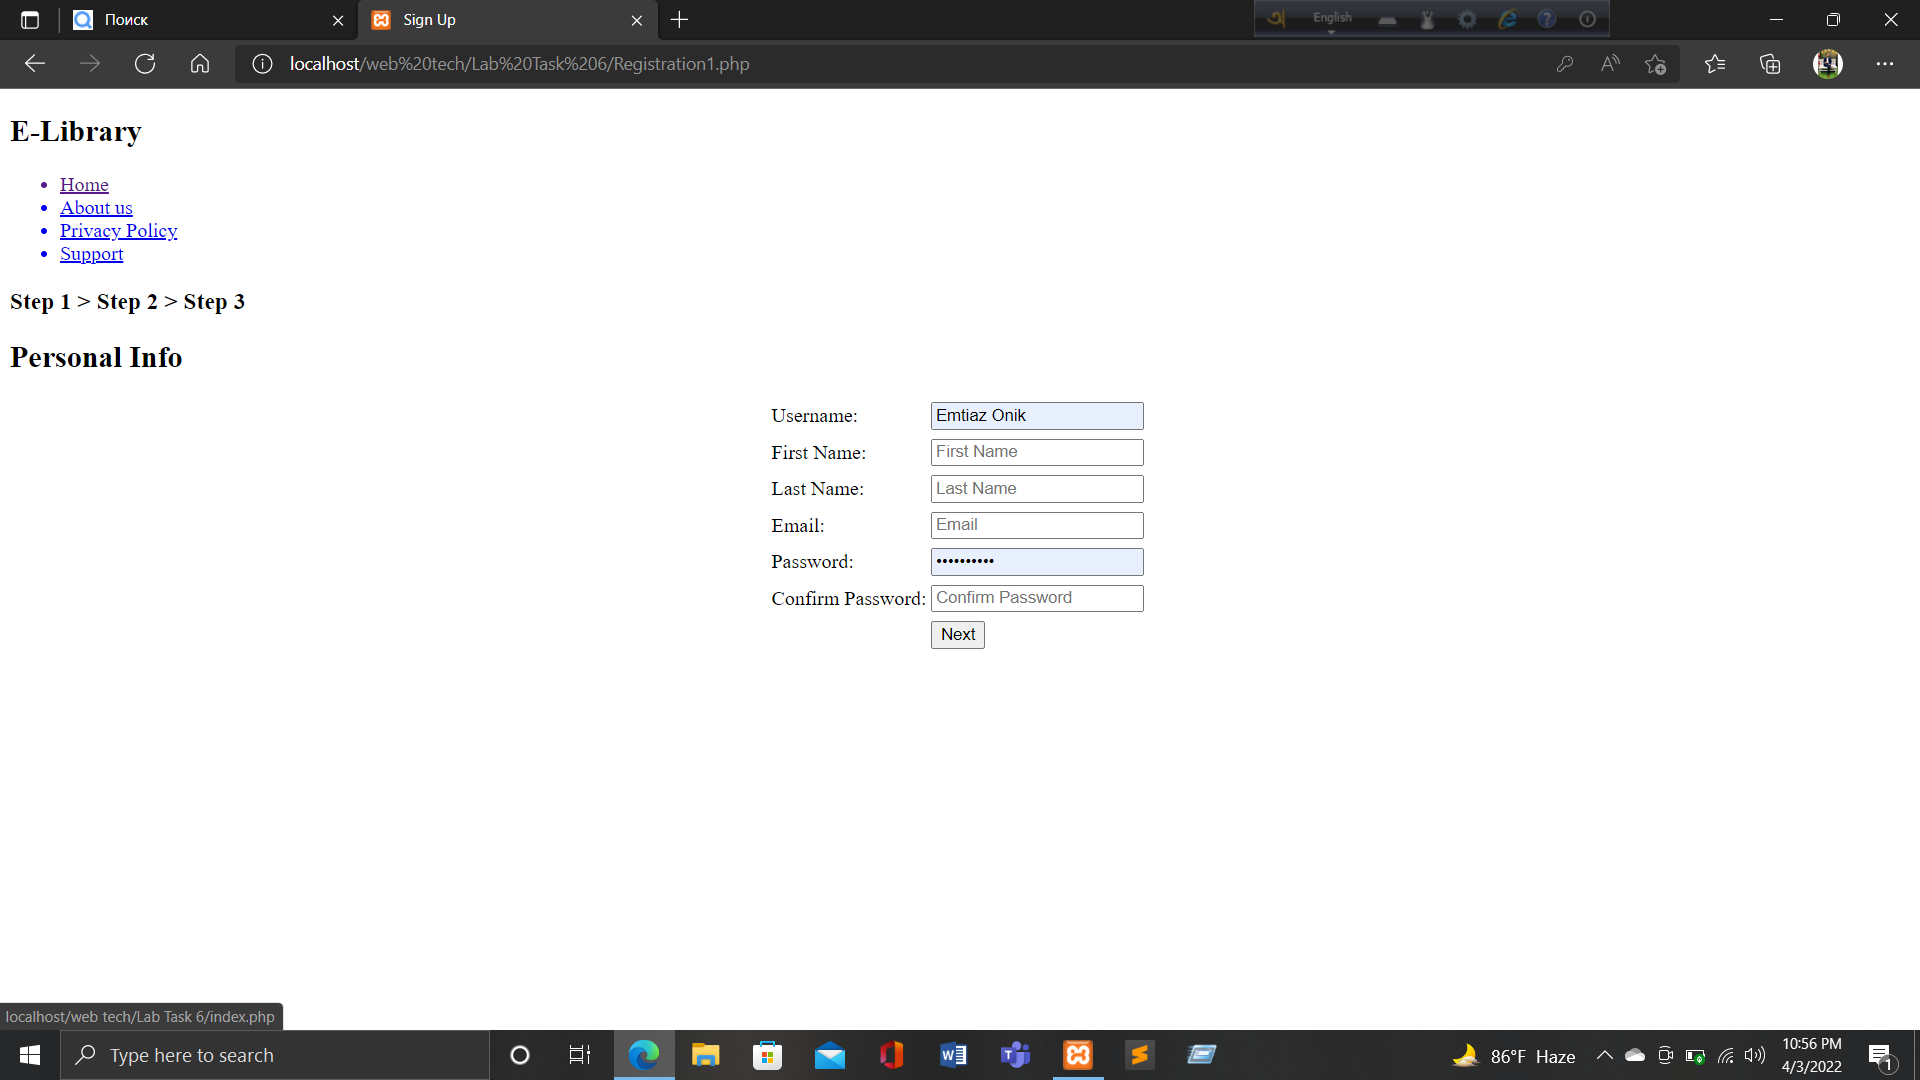 Поиск
Sign Up
English
localhost/web%20tech/Lab%20Task%206/Registration1.php
E-Library
Home
About us
Privacy Policy
Support
Step 1 > Step 2 > Step 3
Personal Info
Username: Emtiaz Onik
First Name: First Name
Last Name: Last Name
Email: Email
Password: ••••••••••
Confirm Password: Confirm Password
Next
localhost/web tech/Lab Task 6/index.php
Type here to search
86°F Haze
10:56 PM
4/3/2022
1